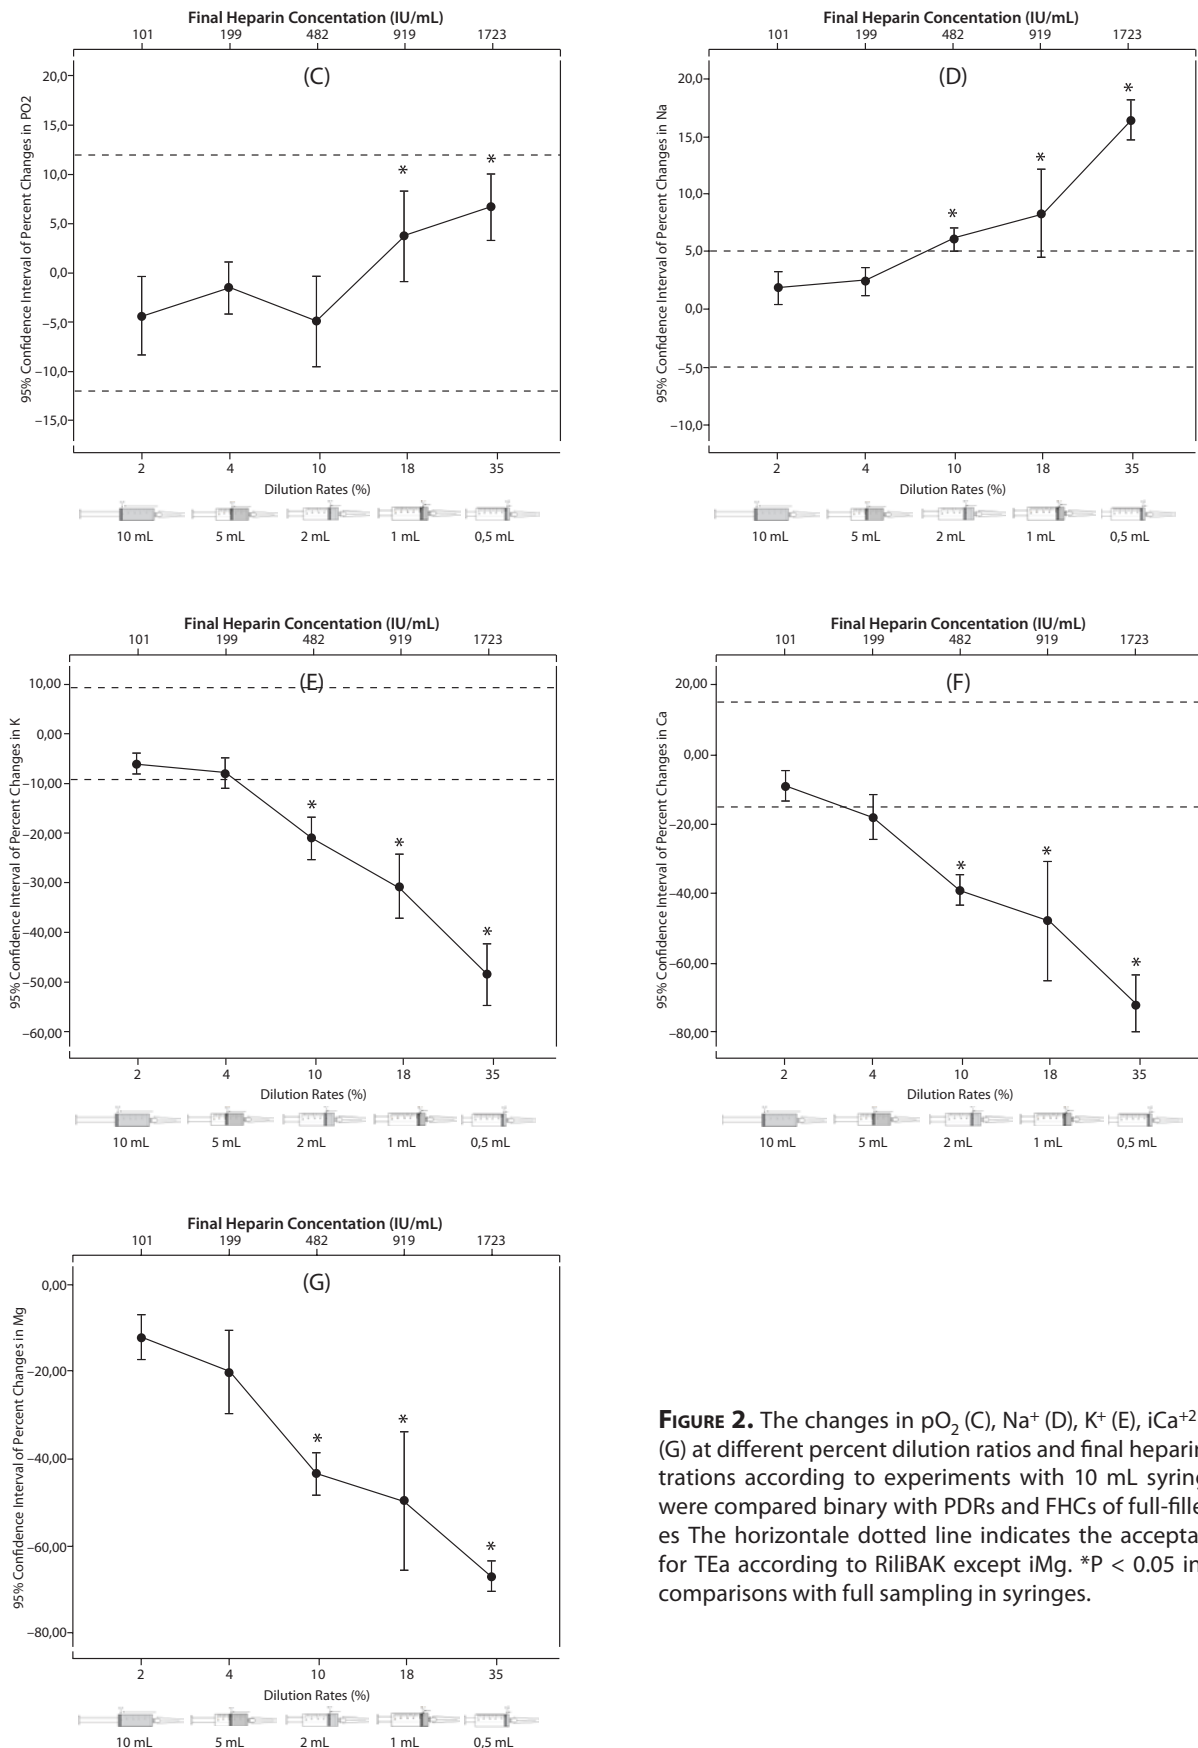 Final Heparin Concentation (IU/mL)
101 199 482 919 1723
(C)
95% Confidence Interval of Percent Changes in PO2
20,0
15,0
10,0
5,0
0,0
–5,0
–10,0
–15,0
* *
2 4 10 18 35
Dilution Rates (%)
10 mL 5 mL 2 mL 1 mL 0,5 mL
Final Heparin Concentation (IU/mL)
101 199 482 919 1723
(D)
95% Confidence Interval of Percent Changes in Na
20,0
15,0
10,0
5,0
0,0
–5,0
–10,0
* * *
2 4 10 18 35
Dilution Rates (%)
10 mL 5 mL 2 mL 1 mL 0,5 mL
Final Heparin Concentation (IU/mL)
101 199 482 919 1723
(E)
95% Confidence Interval of Percent Changes in K
10,00
0,00
–10,00
–20,00
–30,00
–40,00
–50,00
–60,00
* * *
2 4 10 18 35
Dilution Rates (%)
10 mL 5 mL 2 mL 1 mL 0,5 mL
Final Heparin Concentation (IU/mL)
101 199 482 919 1723
(F)
95% Confidence Interval of Percent Changes in Ca
20,00
0,00
–20,00
–40,00
–60,00
–80,00
* * *
2 4 10 18 35
Dilution Rates (%)
10 mL 5 mL 2 mL 1 mL 0,5 mL
Final Heparin Concentation (IU/mL)
101 199 482 919 1723
(G)
95% Confidence Interval of Percent Changes in Mg
0,00
–20,00
–40,00
–60,00
–80,00
* * *
2 4 10 18 35
Dilution Rates (%)
10 mL 5 mL 2 mL 1 mL 0,5 mL
FIGURE 2. The changes in pO2 (C), Na+ (D), K+ (E), iCa+2
(G) at different percent dilution ratios and final heparin
trations according to experiments with 10 mL syring
were compared binary with PDRs and FHCs of full-fille
es The horizontale dotted line indicates the accepta
for TEa according to RiliBAK except iMg. *P < 0.05 in
comparisons with full sampling in syringes.